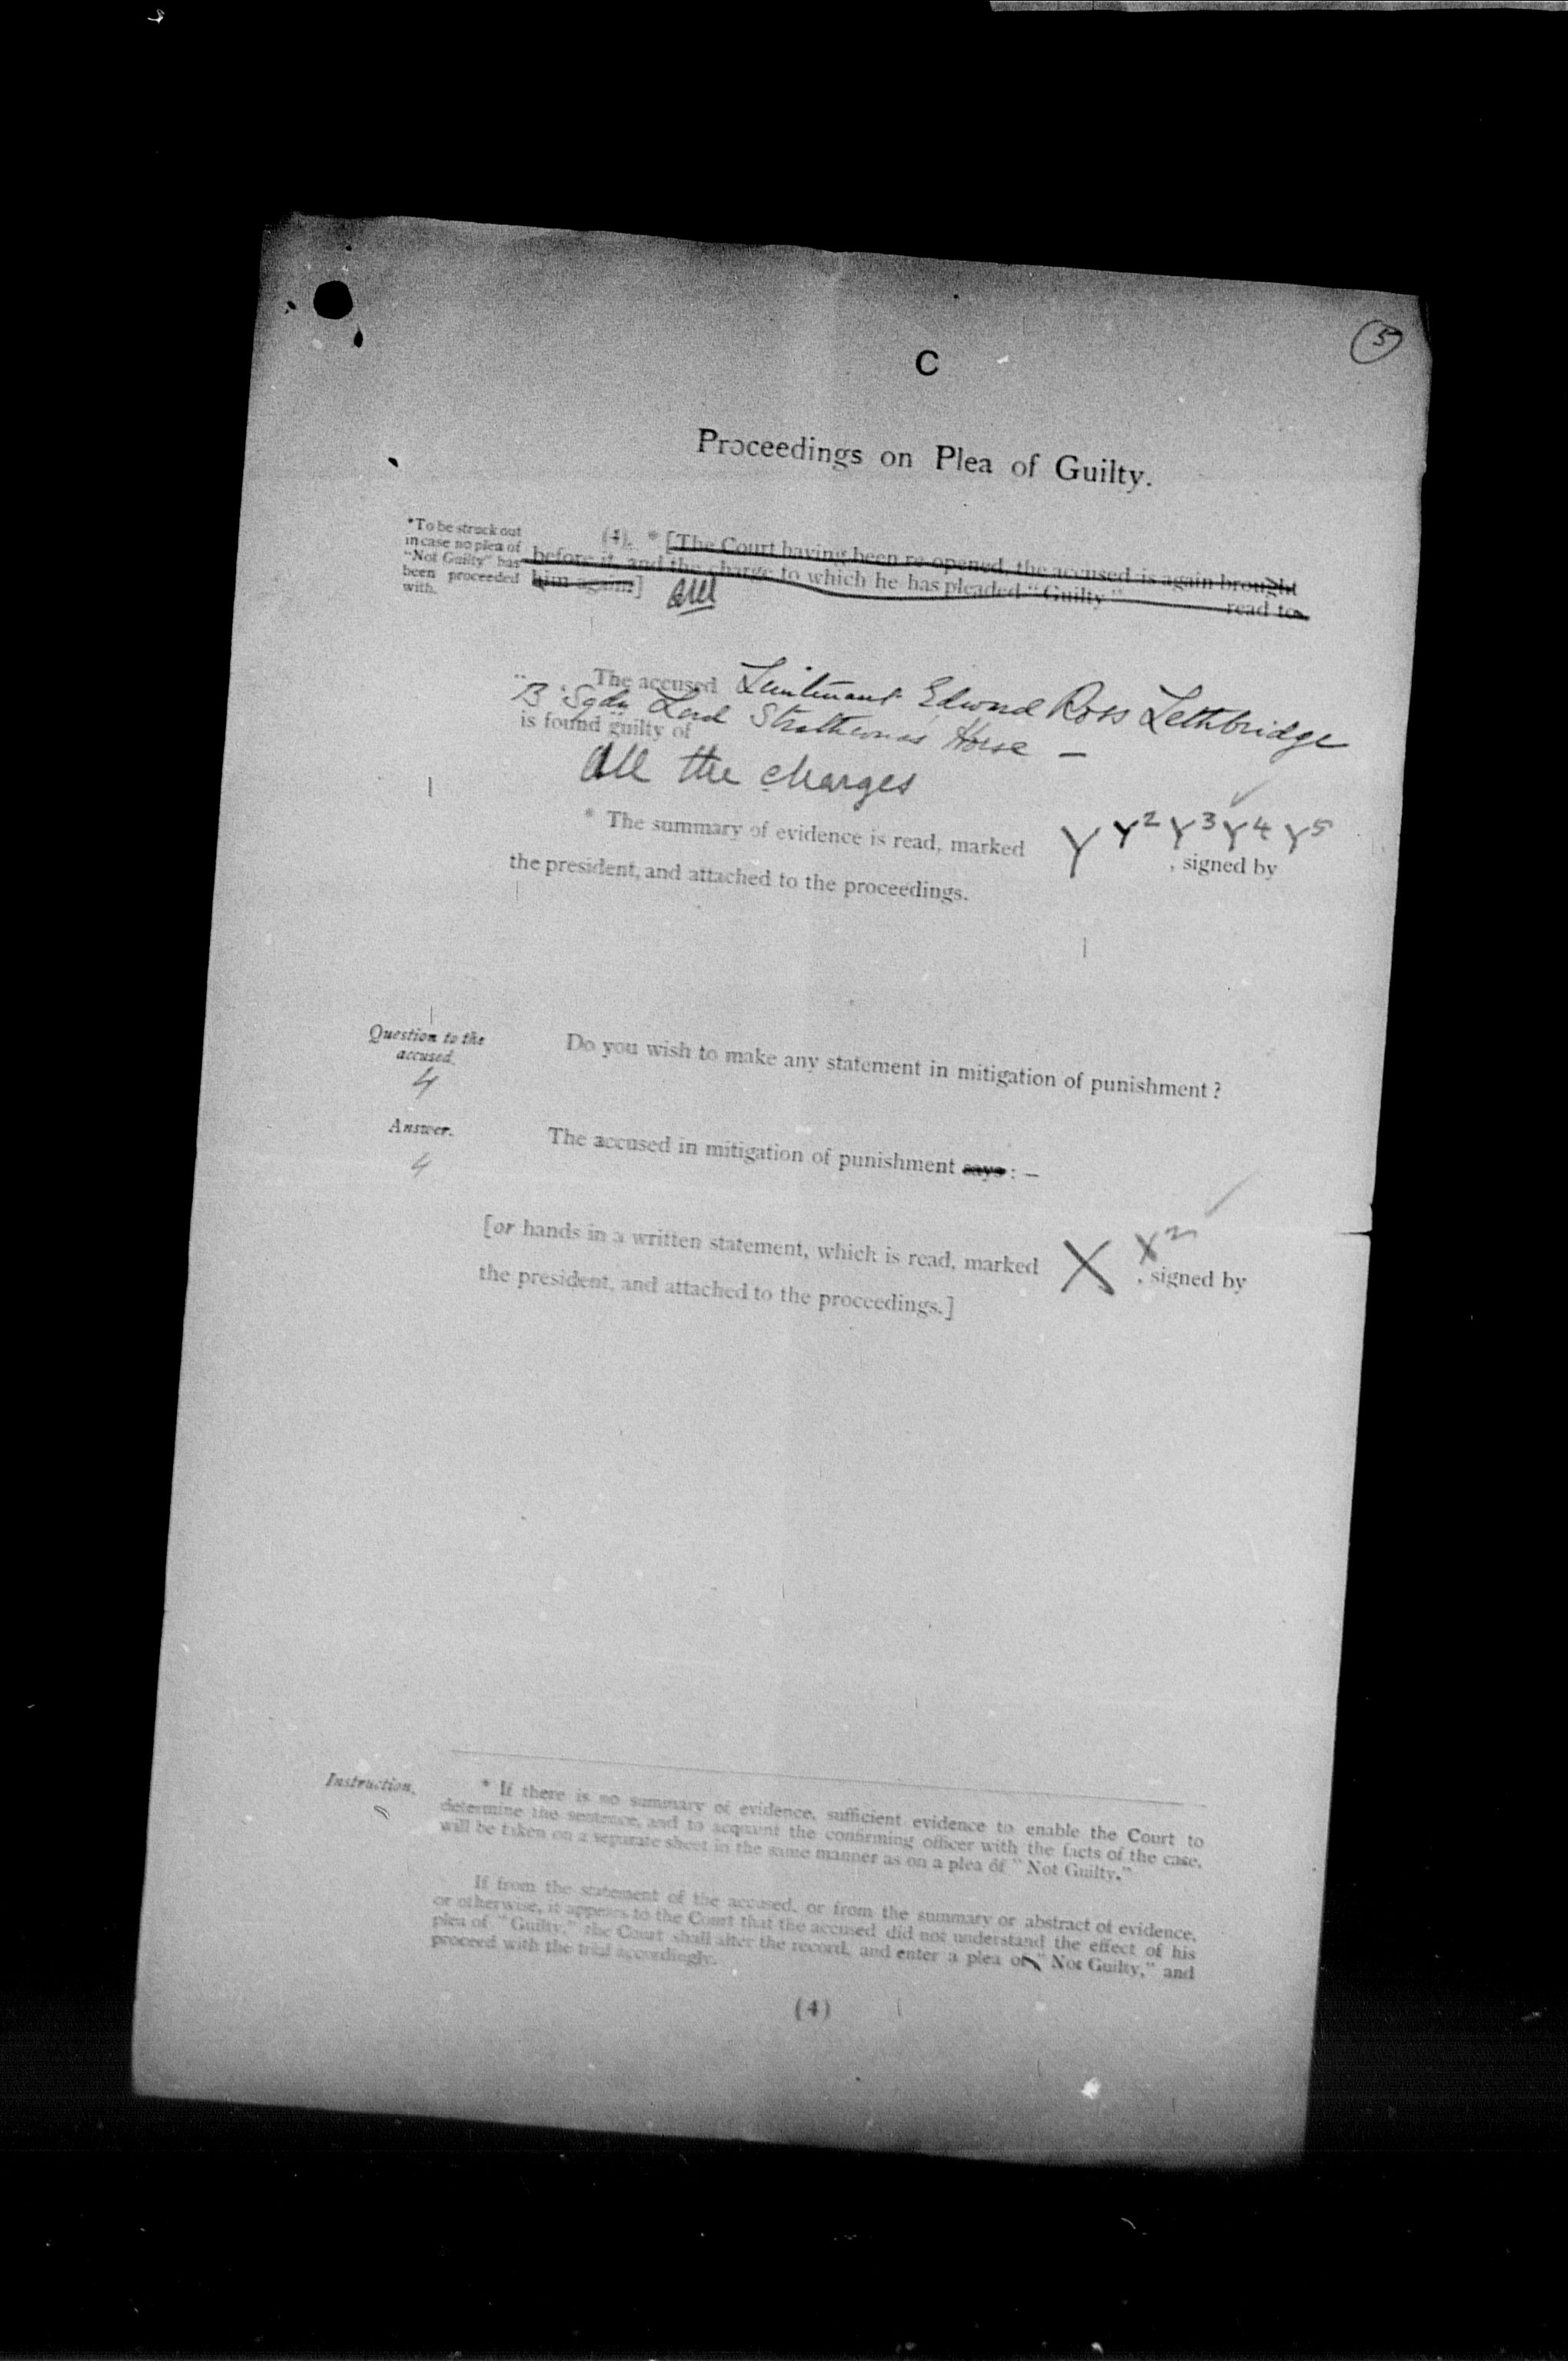 5
C
Proceedings on Plea of Guilty.
*To be struck out
in case no plea of
"Not Guilty" has
been proceeded
with.
(4). * [The Court having been re-opened, the accused is again brought
before it, and the charge to which he has pleaded "Guilty" read to
him again.]
The accused Lieutenant Edward Ross Lethbridge
"B" Sqdn Lord Strathconas Horse –
is found guilty of
All the charges
* The summary of evidence is read, marked Y Y2 Y3 Y4 Y5 , signed by
the president, and attached to the proceedings.
Question to the
accused.
4
Do you wish to make any statement in mitigation of punishment?
Answer.
4
The accused in mitigation of punishment says : –
[or hands in a written statement, which is read, marked X X2 , signed by
the president, and attached to the proceedings.]
Instruction.
* If there is no summary of evidence, sufficient evidence to enable the Court to
determine the sentence, and to acquaint the confirming officer with the facts of the case,
will be taken on a separate sheet in the same manner as on a plea of "Not Guilty."
If from the statement of the accused, or from the summary or abstract of evidence,
or otherwise, it appears to the Court that the accused did not understand the effect of his
plea of "Guilty," the Court shall alter the record, and enter a plea of "Not Guilty," and
proceed with the trial accordingly.
(4)